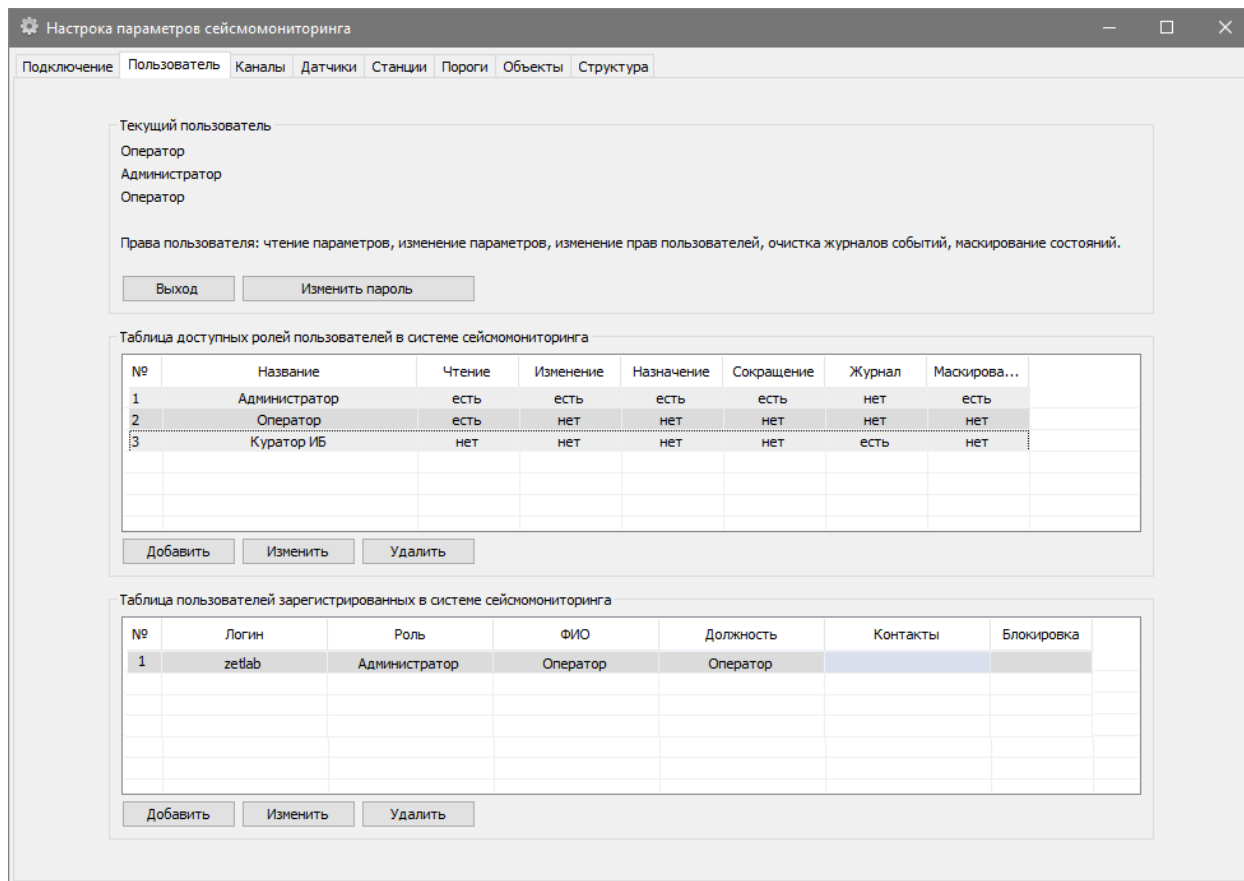 Настрока параметров сейсмомониторинга
Подключение Пользователь Каналы Датчики Станции Пороги Объекты Структура
Текущий пользователь
Оператор
Администратор
Оператор
Права пользователя: чтение параметров, изменение параметров, изменение прав пользователей, очистка журналов событий, маскирование состояний.
Выход Изменить пароль
Таблица доступных ролей пользователей в системе сейсмомониторинга
№ Название Чтение Изменение Назначение Сокращение Журнал Маскирова...
1 Администратор есть есть есть есть нет есть
2 Оператор есть нет нет нет нет нет
3 Куратор ИБ нет нет нет нет есть нет
Добавить Изменить Удалить
Таблица пользователей зарегистрированных в системе сейсмомониторинга
№ Логин Роль ФИО Должность Контакты Блокировка
1 zetlab Администратор Оператор Оператор
Добавить Изменить Удалить